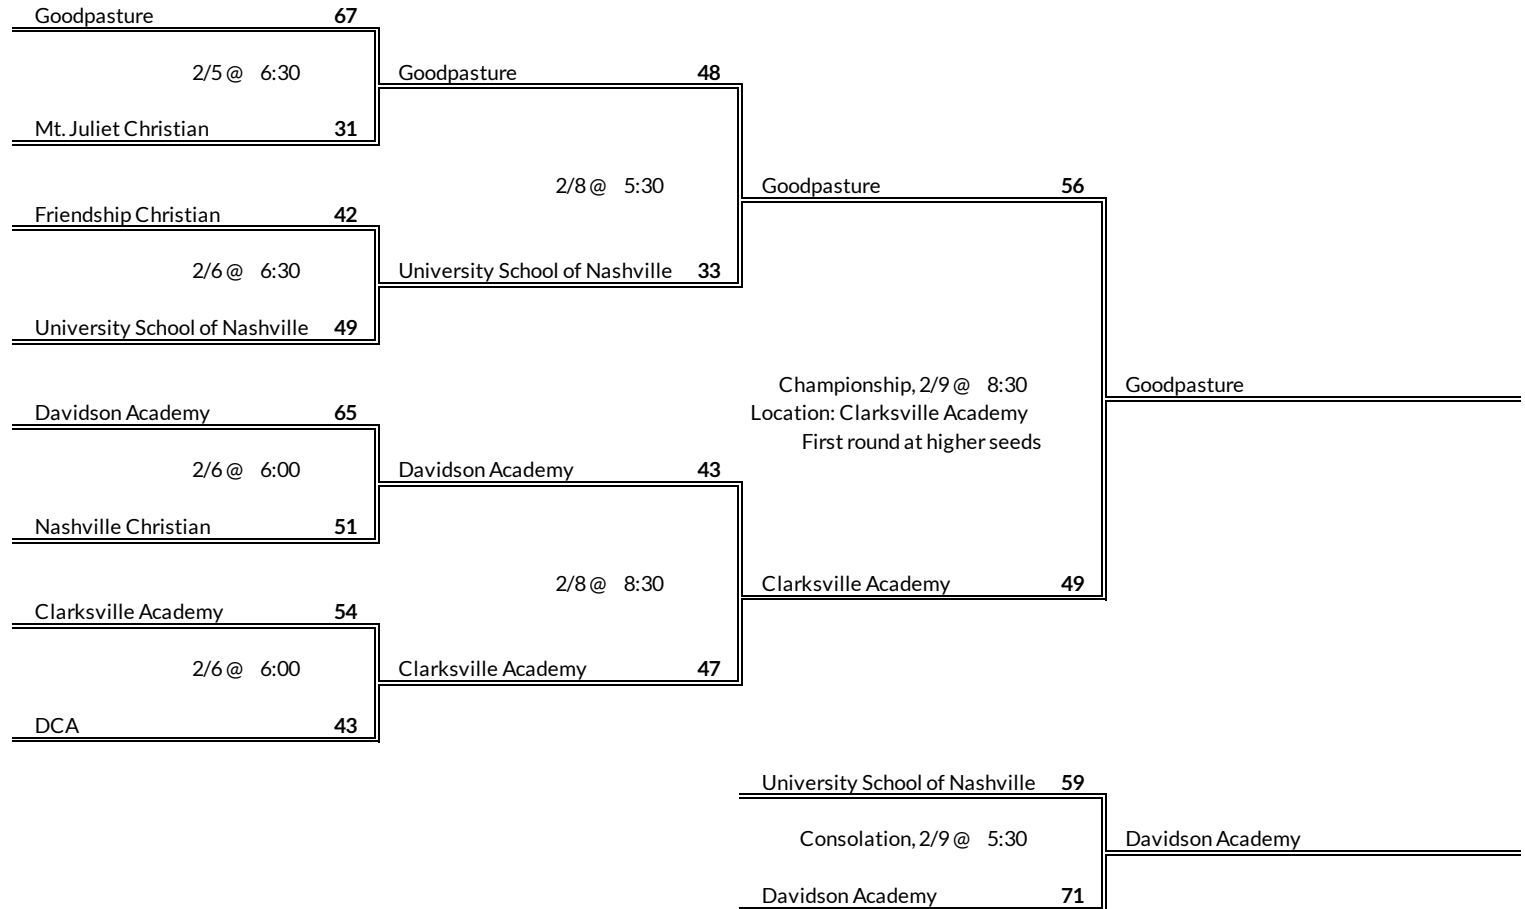 Goodpasture 67
2/5 @ 6:30
Mt. Juliet Christian 31
Friendship Christian 42
2/6 @ 6:30
University School of Nashville 49
Davidson Academy 65
2/6 @ 6:00
Nashville Christian 51
Clarksville Academy 54
2/6 @ 6:00
DCA 43
Goodpasture 48
2/8 @ 5:30
University School of Nashville 33
Davidson Academy 43
2/8 @ 8:30
Clarksville Academy 47
Goodpasture 56
Championship, 2/9 @ 8:30
Location: Clarksville Academy
First round at higher seeds
Clarksville Academy 49
Goodpasture
University School of Nashville 59
Consolation, 2/9 @ 5:30
Davidson Academy 71
Davidson Academy